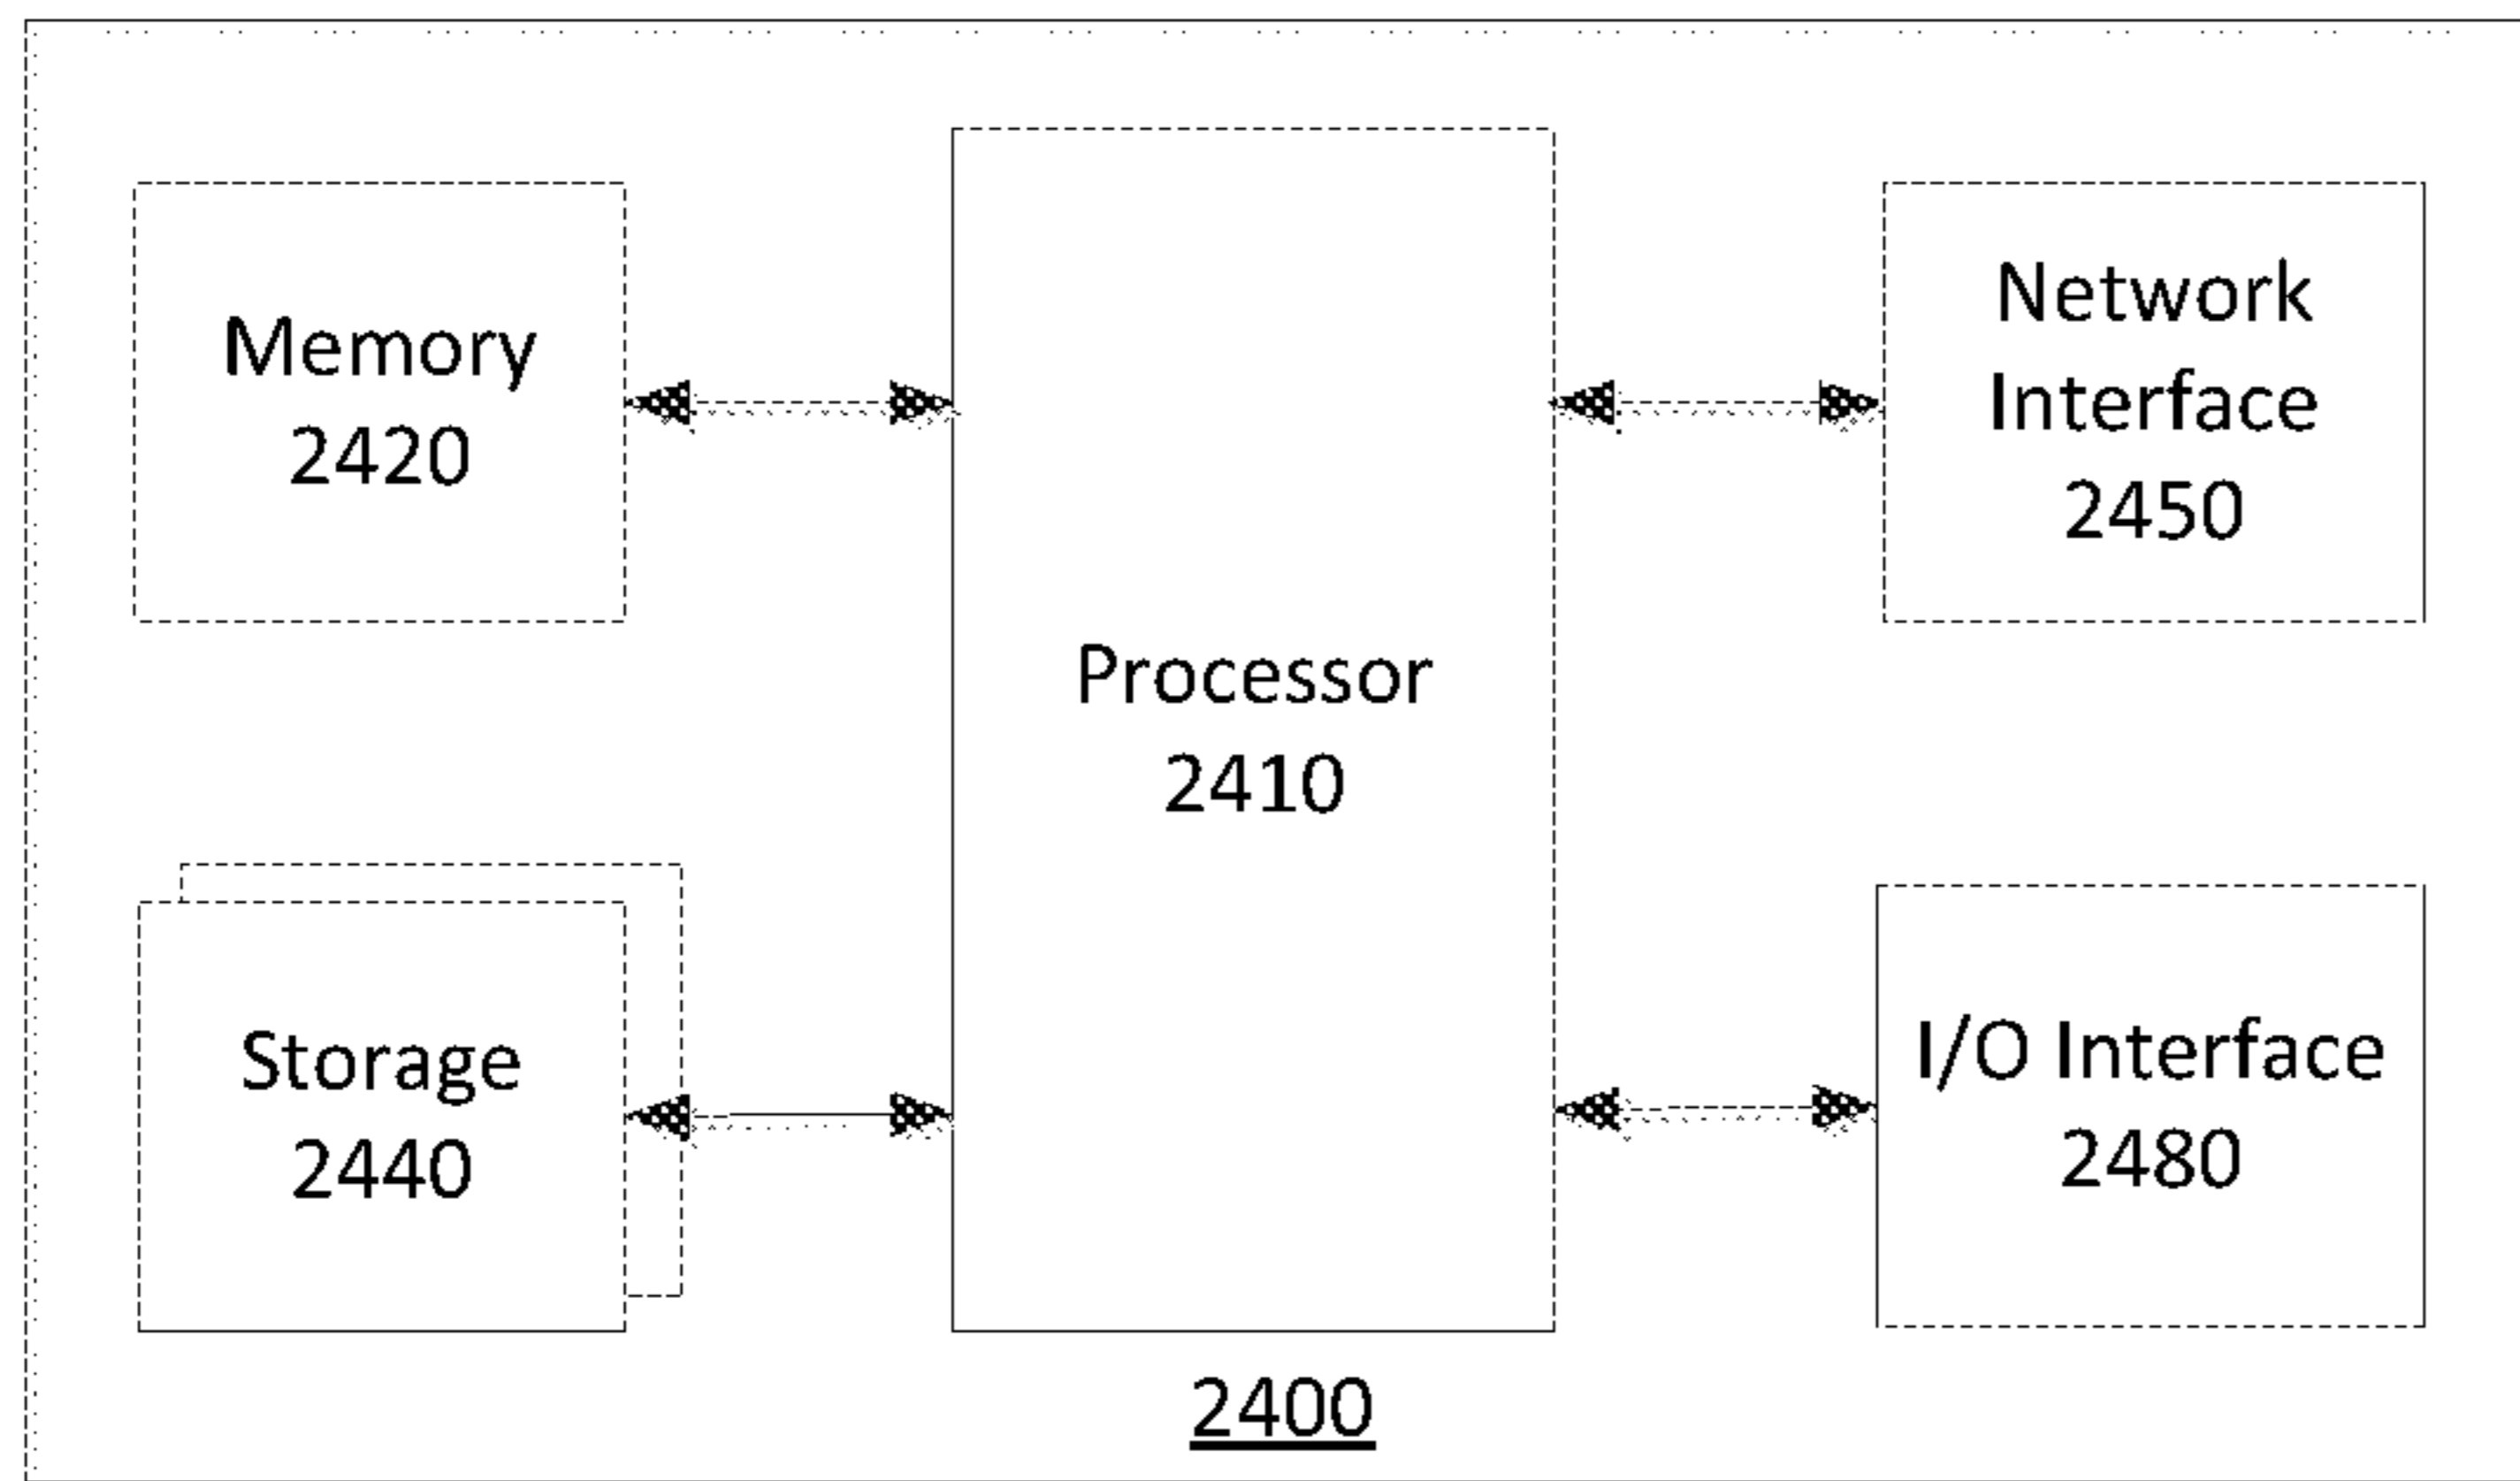 Memory
2420
Processor
2410
Network
Interface
2450
Storage
2440
I/O Interface
2480
2400